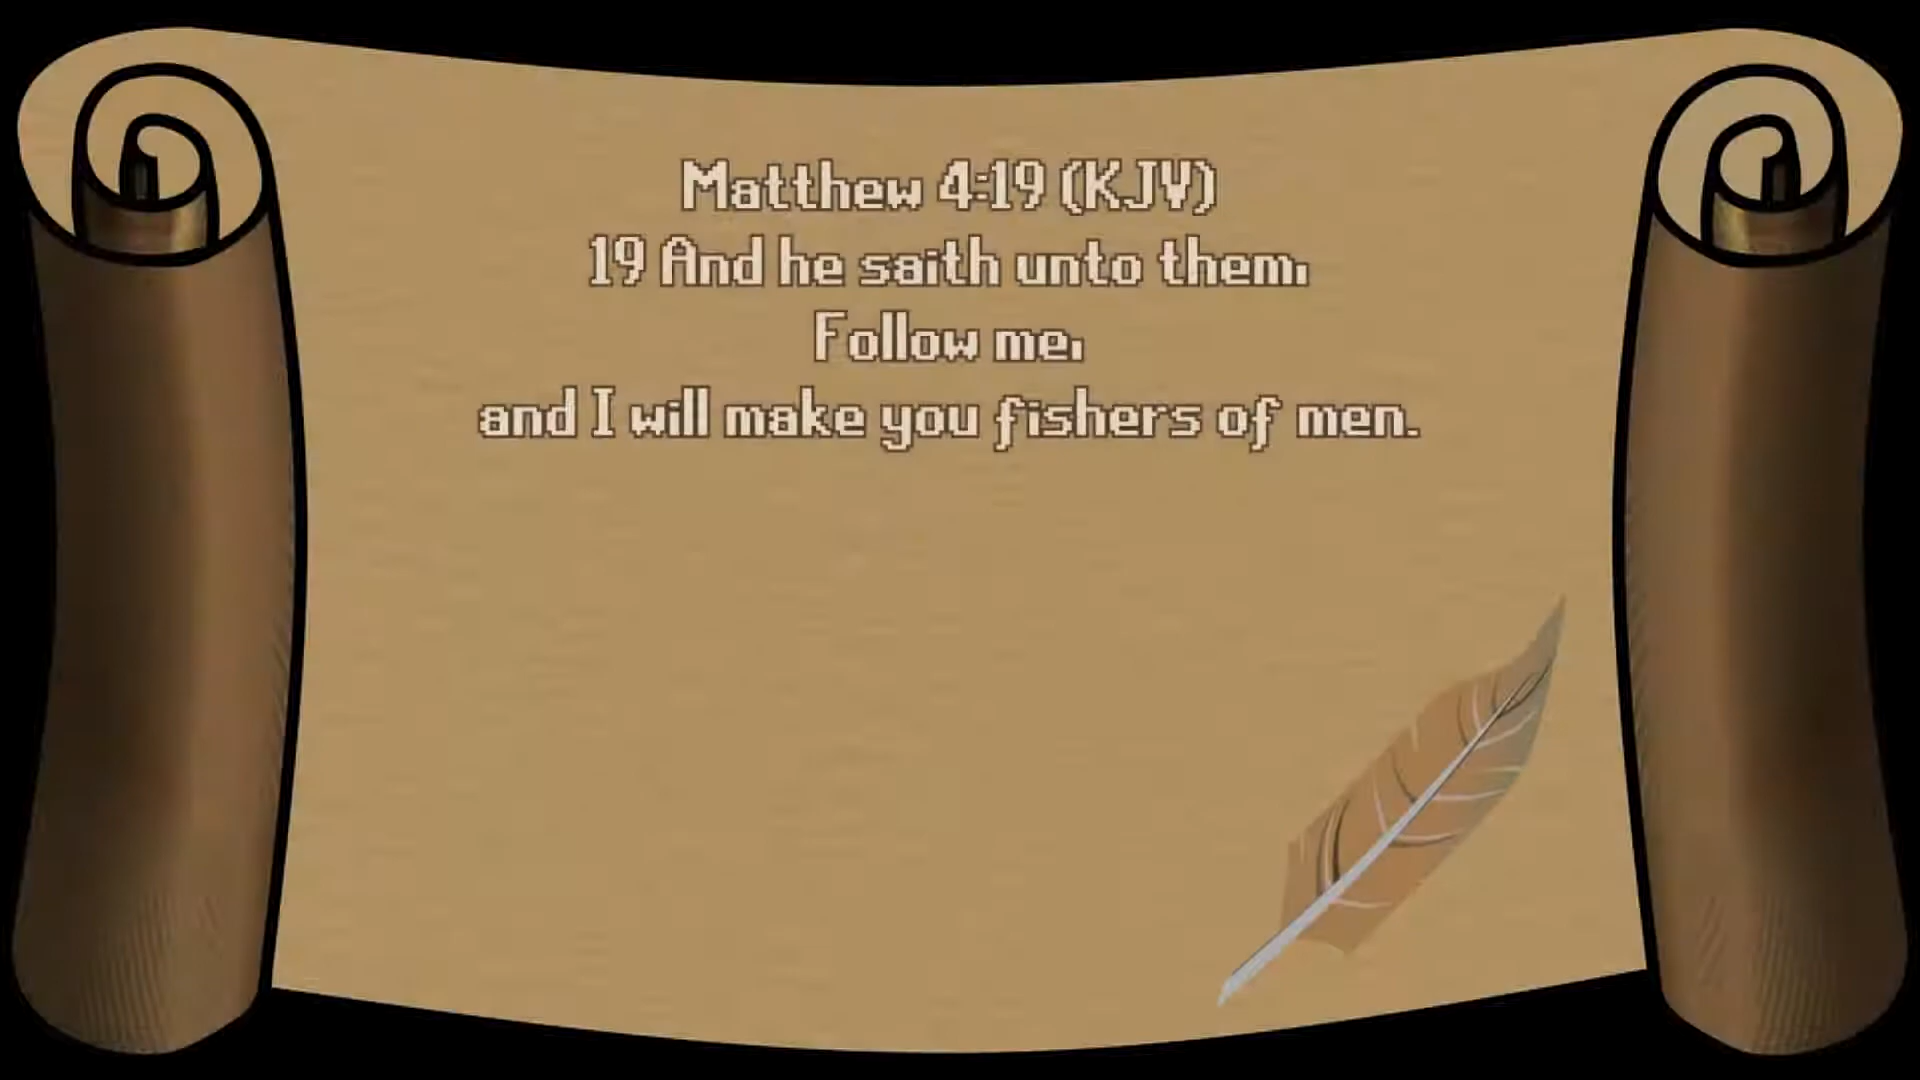 Matthew 4:19 (KJV)
19 And he saith unto them,
Follow me,
and I will make you fishers of men.